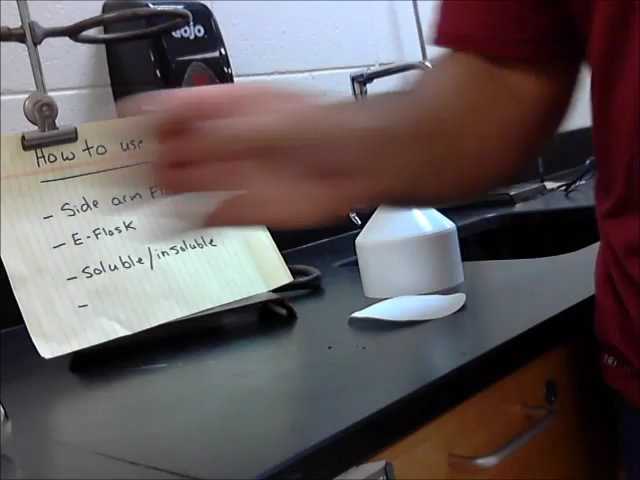 GOJO
How to use
- Side arm Fl
- E-Flask
- Soluble/insoluble
-